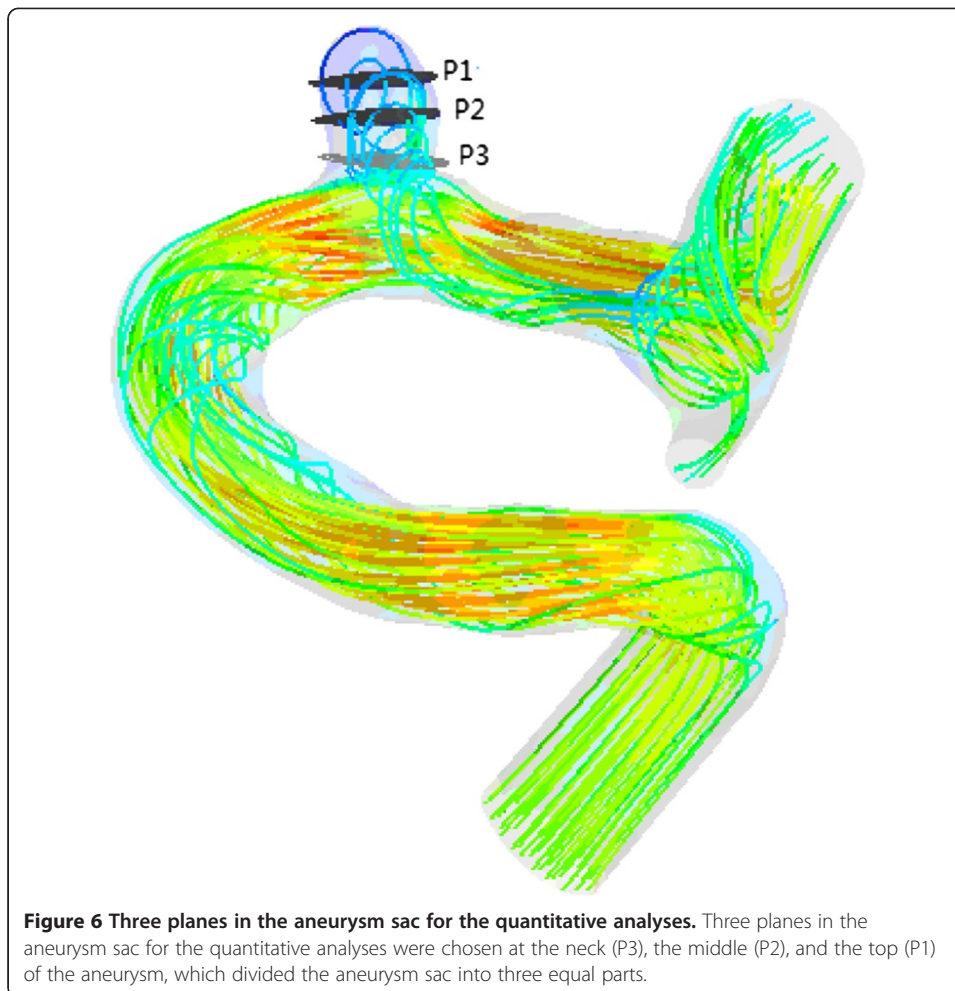 P1
P2
P3
Figure 6 Three planes in the aneurysm sac for the quantitative analyses. Three planes in the
aneurysm sac for the quantitative analyses were chosen at the neck (P3), the middle (P2), and the top (P1)
of the aneurysm, which divided the aneurysm sac into three equal parts.